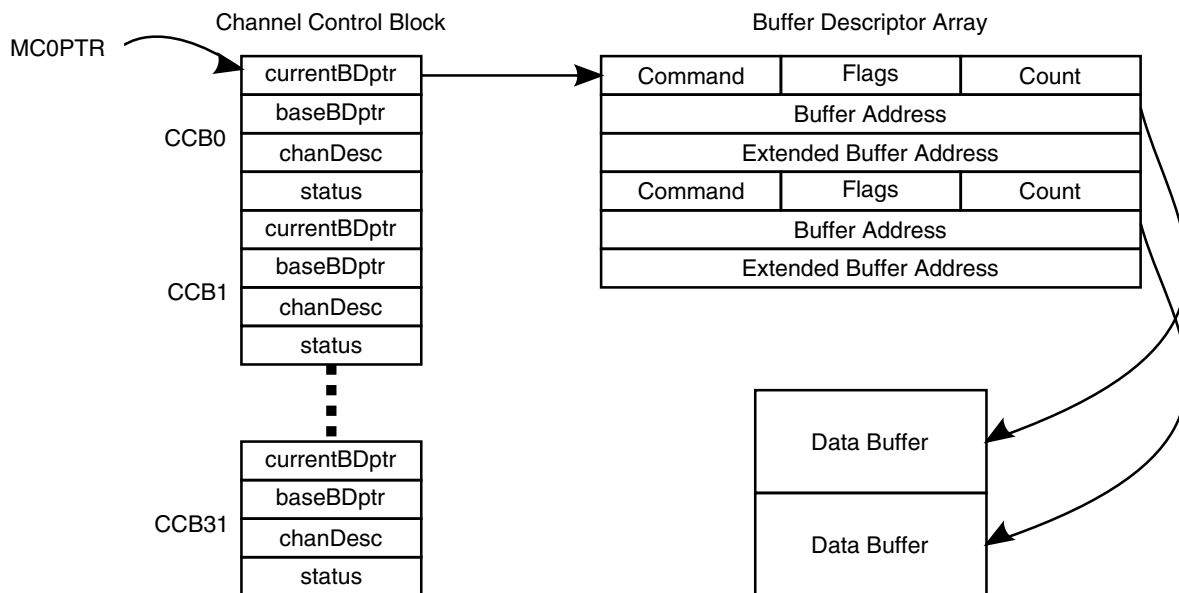 Channel Control Block
Buffer Descriptor Array
MC0PTR
currentBDptr
baseBDptr
CCB0
chanDesc
status
currentBDptr
baseBDptr
CCB1
chanDesc
status
currentBDptr
baseBDptr
CCB31
chanDesc
status
Command Flags Count
Buffer Address
Extended Buffer Address
Command Flags Count
Buffer Address
Extended Buffer Address
Data Buffer
Data Buffer